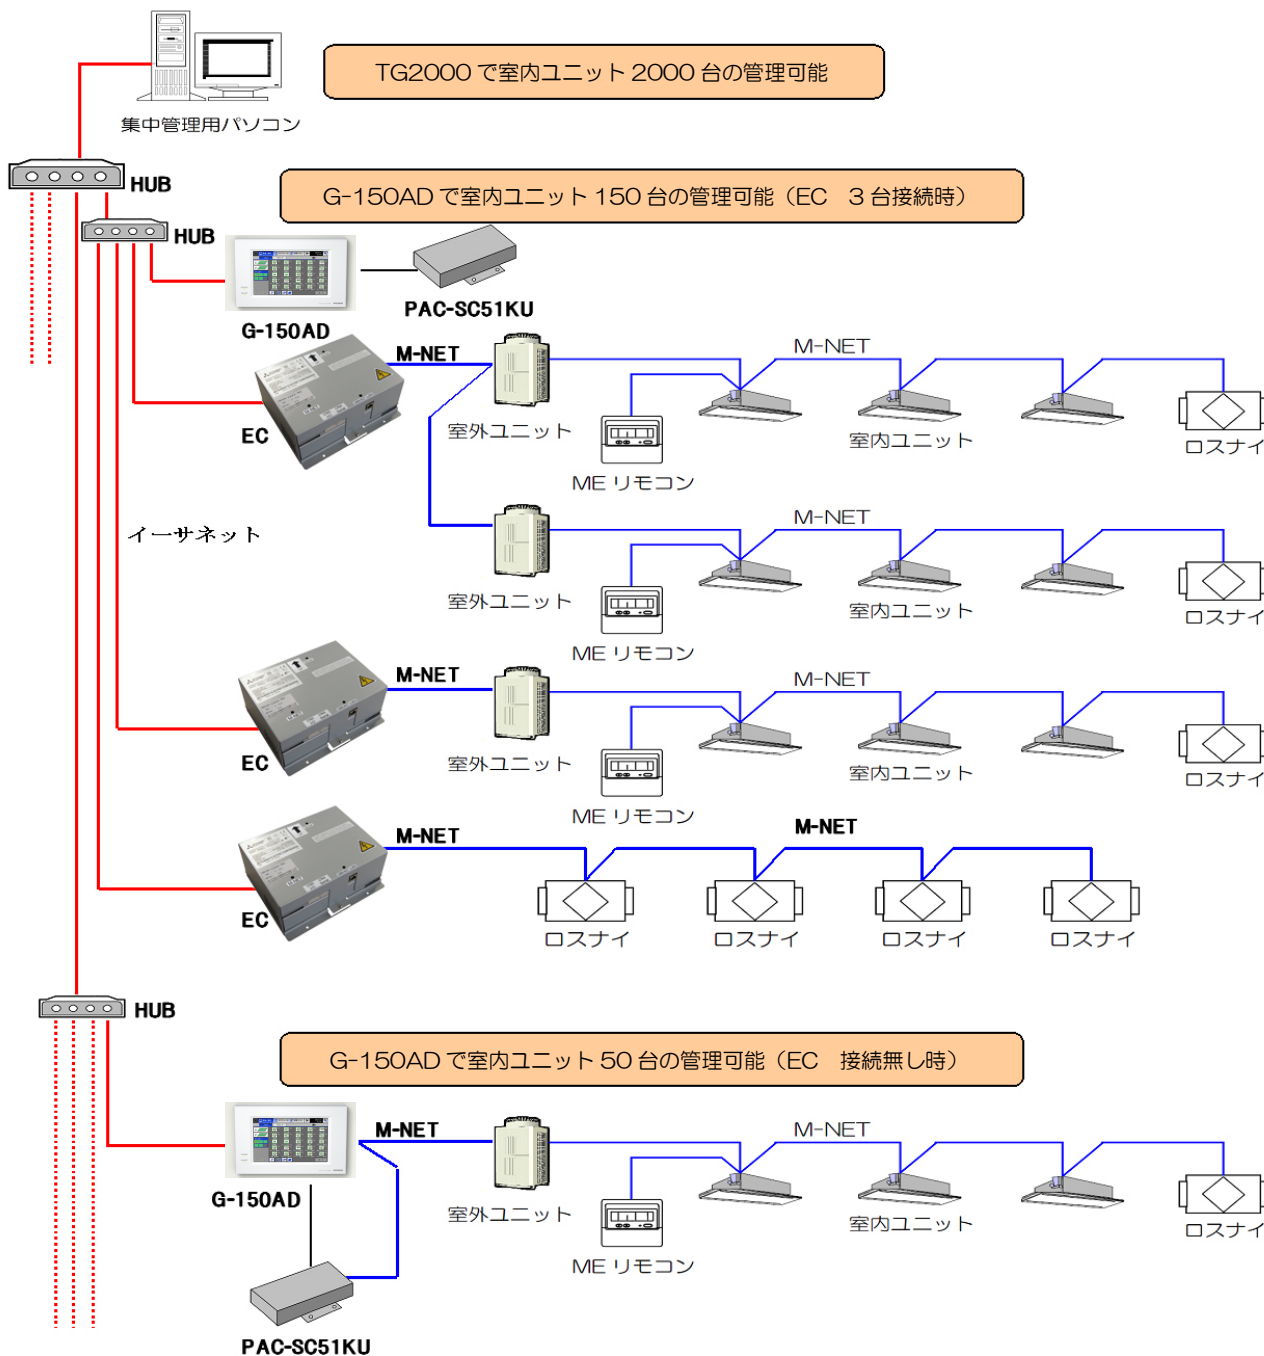 TG2000で室内ユニット2000台の管理可能
集中管理用パソコン
HUB
G-150ADで室内ユニット150台の管理可能（EC　3台接続時）
HUB
PAC-SC51KU
G-150AD
M-NET
M-NET
EC
室外ユニット
室内ユニット
ロスナイ
MEリモコン
M-NET
イーサネット
室外ユニット
室内ユニット
ロスナイ
MEリモコン
M-NET
M-NET
EC
室外ユニット
室内ユニット
ロスナイ
MEリモコン
M-NET
M-NET
EC
ロスナイ
ロスナイ
ロスナイ
ロスナイ
HUB
G-150ADで室内ユニット50台の管理可能（EC　接続無し時）
M-NET
M-NET
G-150AD
室外ユニット
室内ユニット
ロスナイ
MEリモコン
PAC-SC51KU